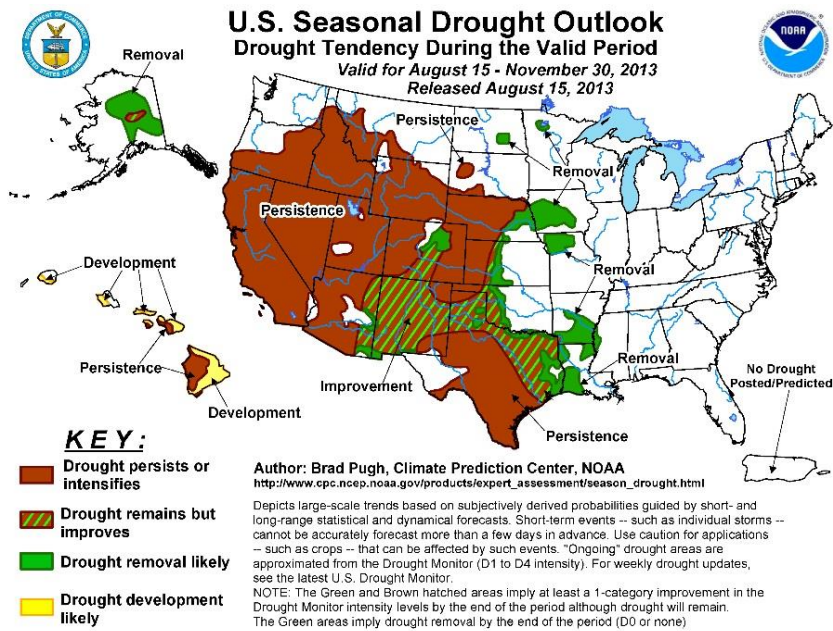 U.S. Seasonal Drought Outlook
Drought Tendency During the Valid Period
Valid for August 15 - November 30, 2013
Released August 15, 2013
DEPARTMENT OF COMMERCE
UNITED STATES OF AMERICA
NOAA
Removal
Persistence
Removal
Persistence
Development
Removal
Persistence
Improvement
Removal
Development
No Drought
Posted/Predicted
Persistence
KEY:
Drought persists or
intensifies
Drought remains but
improves
Drought removal likely
Drought development
likely
Author: Brad Pugh, Climate Prediction Center, NOAA
http://www.cpc.ncep.noaa.gov/products/expert_assessment/season_drought.html
Depicts large-scale trends based on subjectively derived probabilities guided by short- and
long-range statistical and dynamical forecasts. Short-term events -- such as individual storms --
cannot be accurately forecast more than a few days in advance. Use caution for applications
-- such as crops -- that can be affected by such events. "Ongoing" drought areas are
approximated from the Drought Monitor (D1 to D4 intensity). For weekly drought updates,
see the latest U.S. Drought Monitor.
NOTE: The Green and Brown hatched areas imply at least a 1-category improvement in the
Drought Monitor intensity levels by the end of the period although drought will remain.
The Green areas imply drought removal by the end of the period (D0 or none)